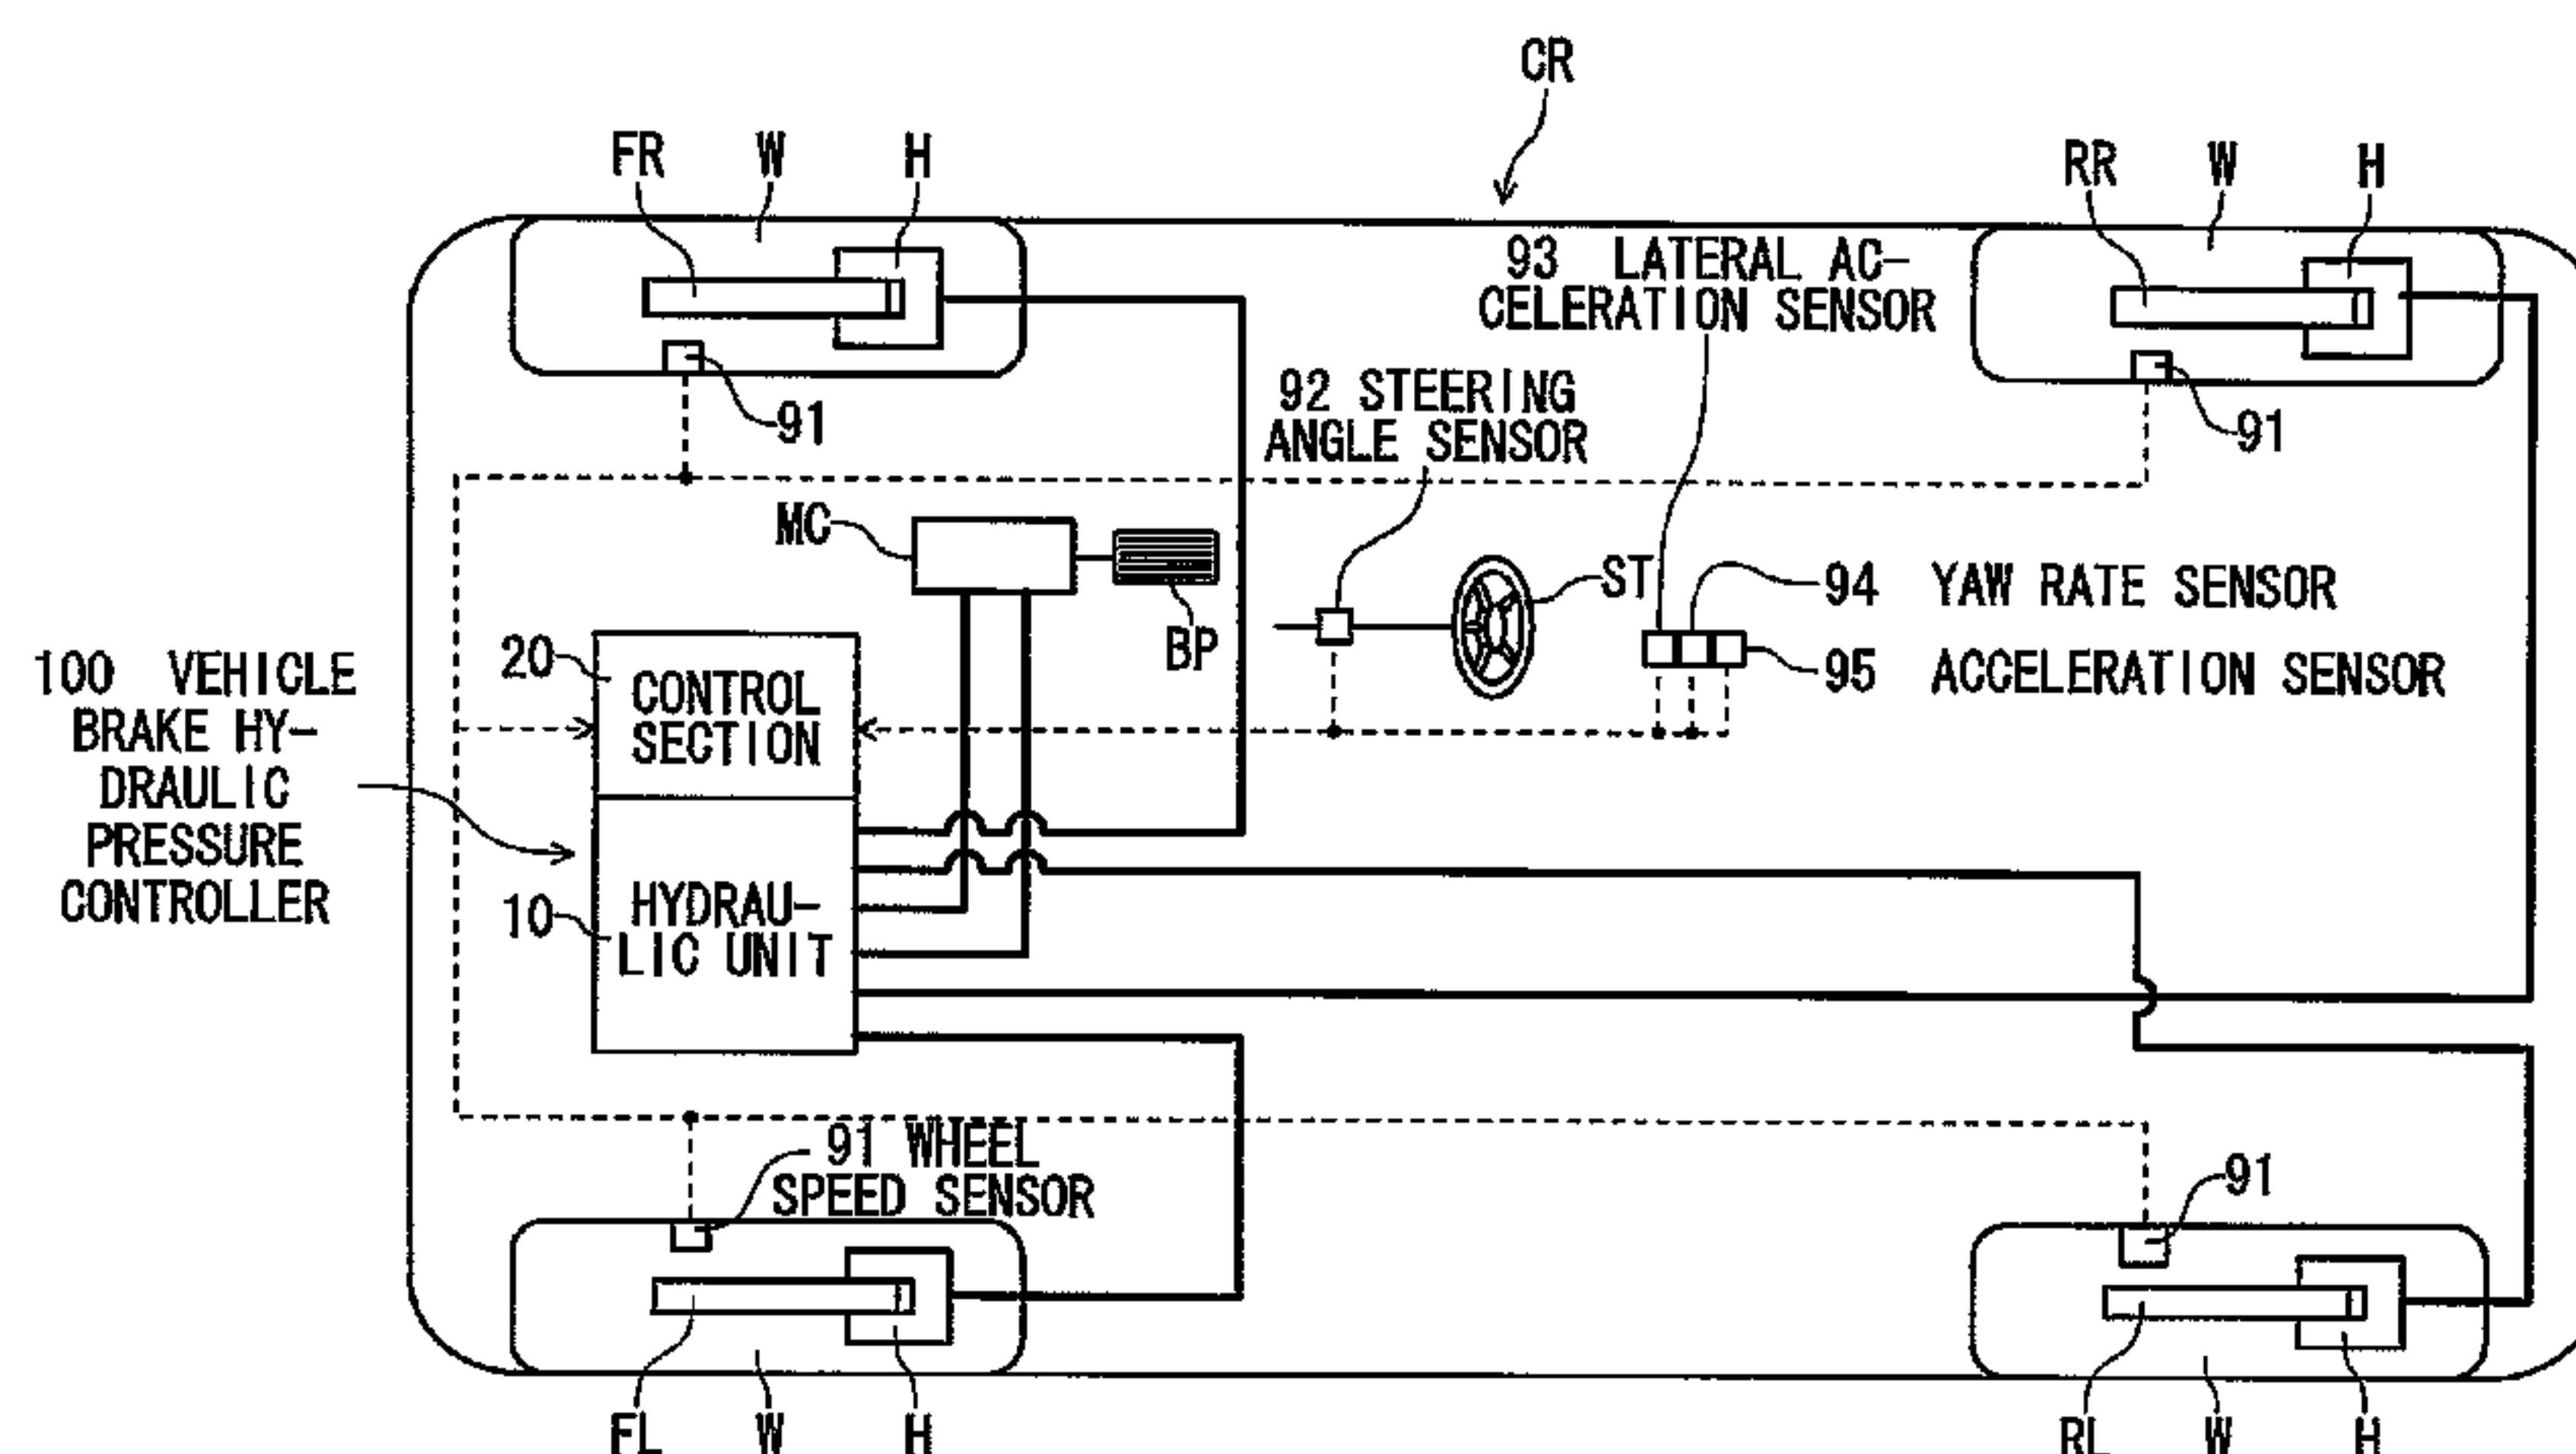 CR
FR W H
RR W H
93 LATERAL AC-
CELERATION SENSOR
92 STEERING
ANGLE SENSOR
91
91
MC
BP
ST
94 YAW RATE SENSOR
95 ACCELERATION SENSOR
20
CONTROL
SECTION
100 VEHICLE
BRAKE HY-
DRAULIC
PRESSURE
CONTROLLER
10
HYDRAU-
LIC UNIT
91 WHEEL
SPEED SENSOR
91
FL W H
RL W H